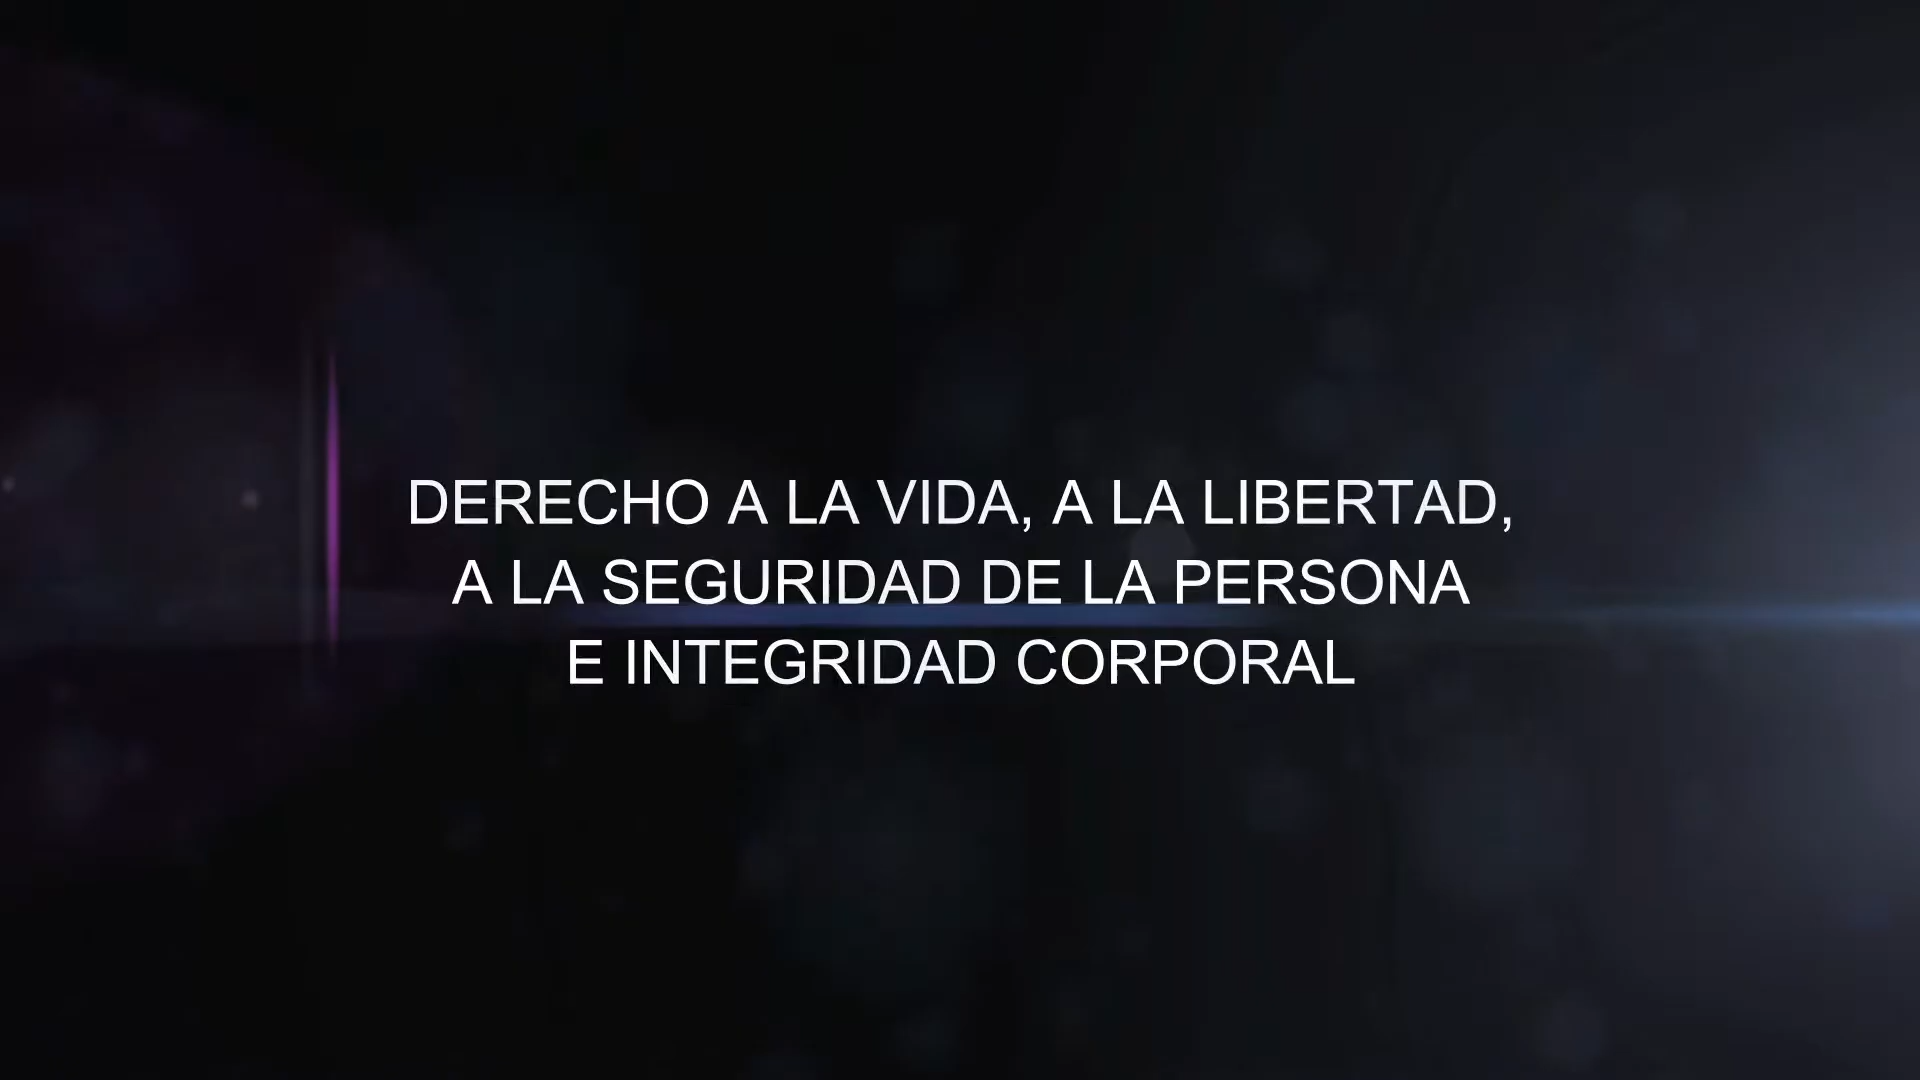 DERECHO A LA VIDA, A LA LIBERTAD,
A LA SEGURIDAD DE LA PERSONA
E INTEGRIDAD CORPORAL